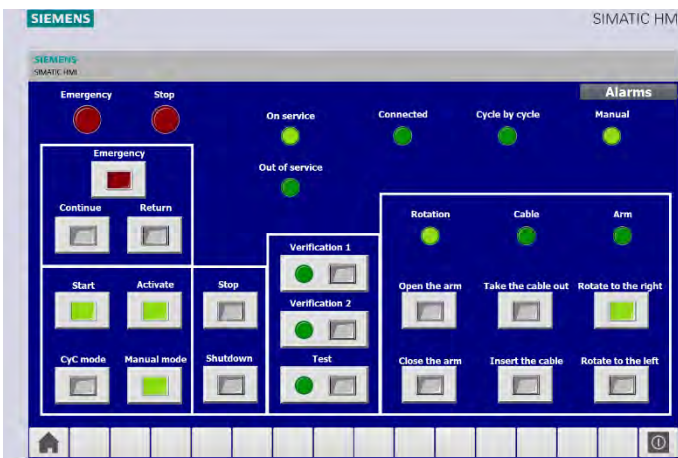 SIEMENS
SIMATIC HM
SIEMENS
SIMATIC HMI
Alarms
Emergency Stop
On service Connected Cycle by cycle Manual
Emergency
Out of service
Continue Return
Rotation Cable Arm
Verification 1
Start Activate Stop Open the arm Take the cable out Rotate to the right
Verification 2
CyC mode Manual mode Shutdown Test Close the arm Insert the cable Rotate to the left